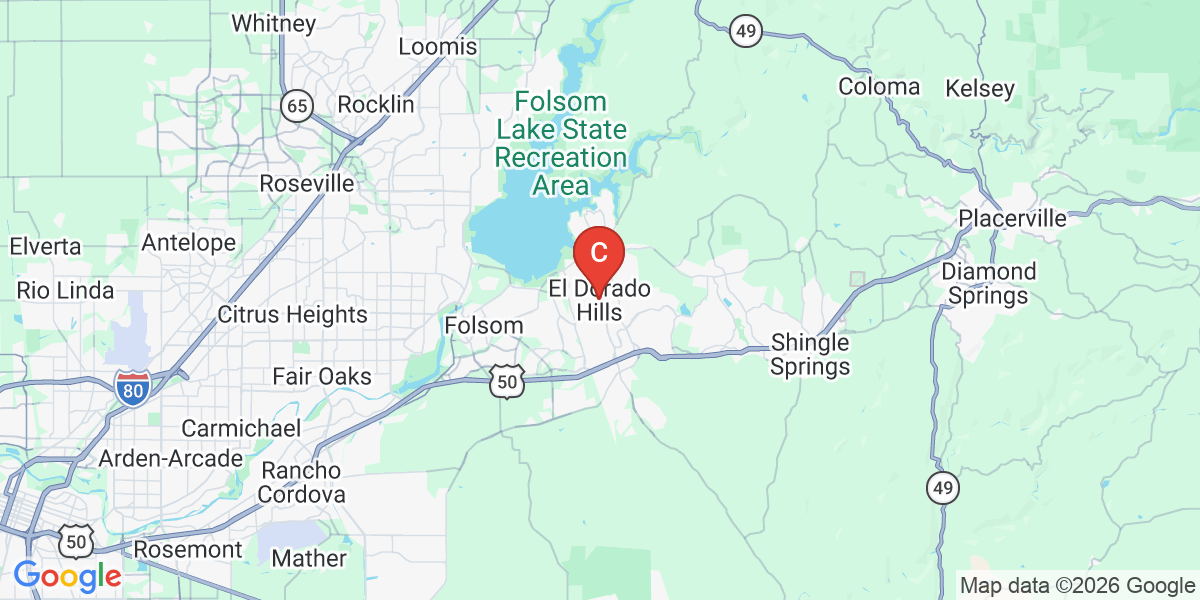 Whitney
Loomis
49
Coloma
Kelsey
65
Rocklin
Folsom
Lake State
Recreation
Area
Roseville
Placerville
Elverta
Antelope
C
Rio Linda
El Dorado
Hills
Diamond
Springs
Citrus Heights
Folsom
Shingle
Springs
Fair Oaks
80
50
Carmichael
Arden-Arcade
Rancho
Cordova
49
50
Rosemont
Mather
Google
Map data ©2026 Google